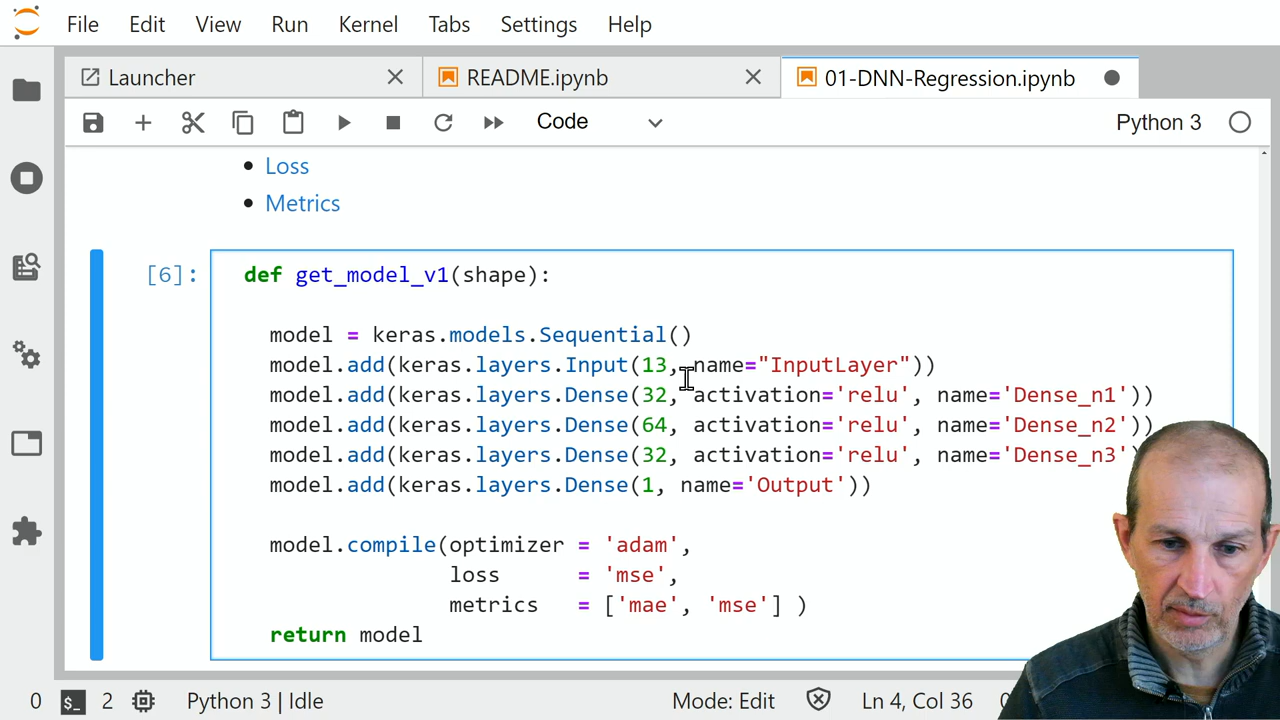 File Edit View Run Kernel Tabs Settings Help
Launcher README.ipynb 01-DNN-Regression.ipynb
Code Python 3
• Loss
• Metrics
[6]: def get_model_v1(shape):
model = keras.models.Sequential()
model.add(keras.layers.Input(13, name="InputLayer"))
model.add(keras.layers.Dense(32, activation='relu', name='Dense_n1'))
model.add(keras.layers.Dense(64, activation='relu', name='Dense_n2'))
model.add(keras.layers.Dense(32, activation='relu', name='Dense_n3')
model.add(keras.layers.Dense(1, name='Output'))
model.compile(optimizer = 'adam',
loss = 'mse',
metrics = ['mae', 'mse'] )
return model
0 $_ 2 Python 3 | Idle Mode: Edit Ln 4, Col 36